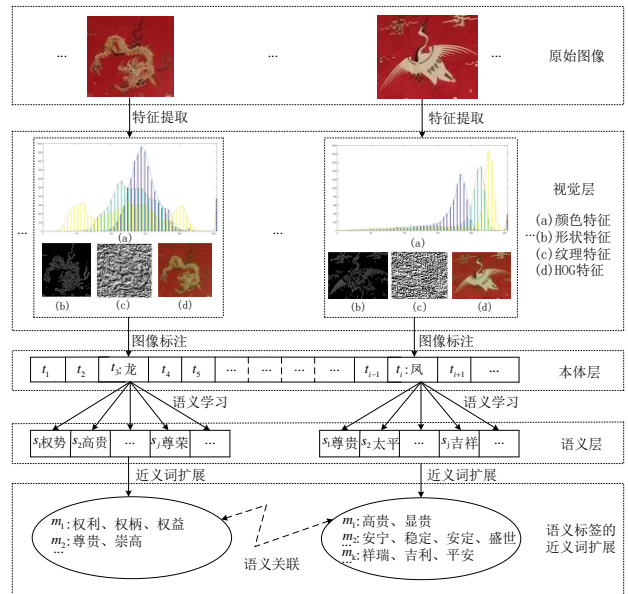 ... ... ... 原始图像
特征提取 特征提取
(a) (a)
(b) (c) (d) (b) (c) (d)
... ...
视觉层
(a)颜色特征
...(b)形状特征
(c)纹理特征
(d)HOG特征
图像标注 图像标注
t1 t2 t3:龙 t4 t5 ... ... ... ... ti−1 ti:凤 ti+1 ... 本体层
语义学习 语义学习
s1权势 s2高贵 ... sj尊荣 ... s1尊贵 s2太平 ... sj吉祥 ... 语义层
近义词扩展 近义词扩展
m1:权利、权柄、权益
m2:尊贵、崇高
...
语义关联
m1:高贵、显贵
m2:安宁、稳定、安定、盛世
...
mk:祥瑞、吉利、平安
语义标签的
近义词扩展